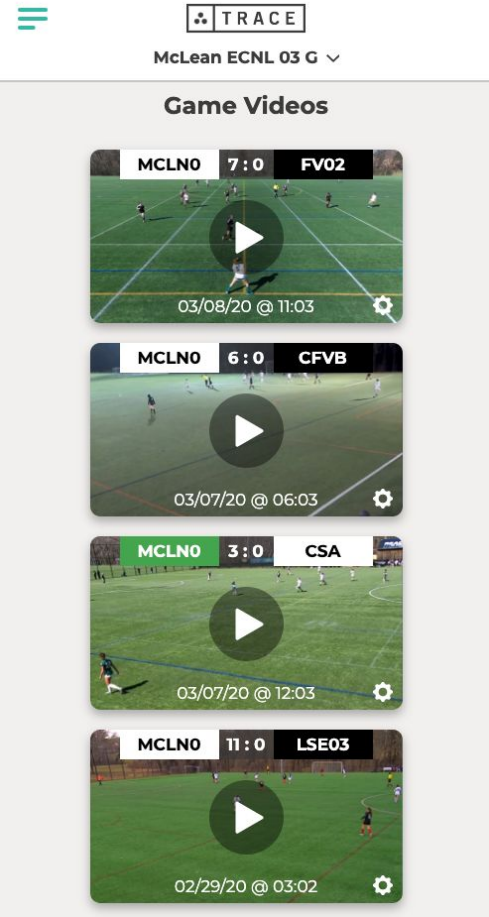 TRACE
McLean ECNL 03 G
Game Videos
MCLN0 7 : 0 FV02
03/08/20 @ 11:03
MCLN0 6 : 0 CFVB
03/07/20 @ 06:03
MCLN0 3 : 0 CSA
03/07/20 @ 12:03
MCLN0 11 : 0 LSE03
02/29/20 @ 03:02